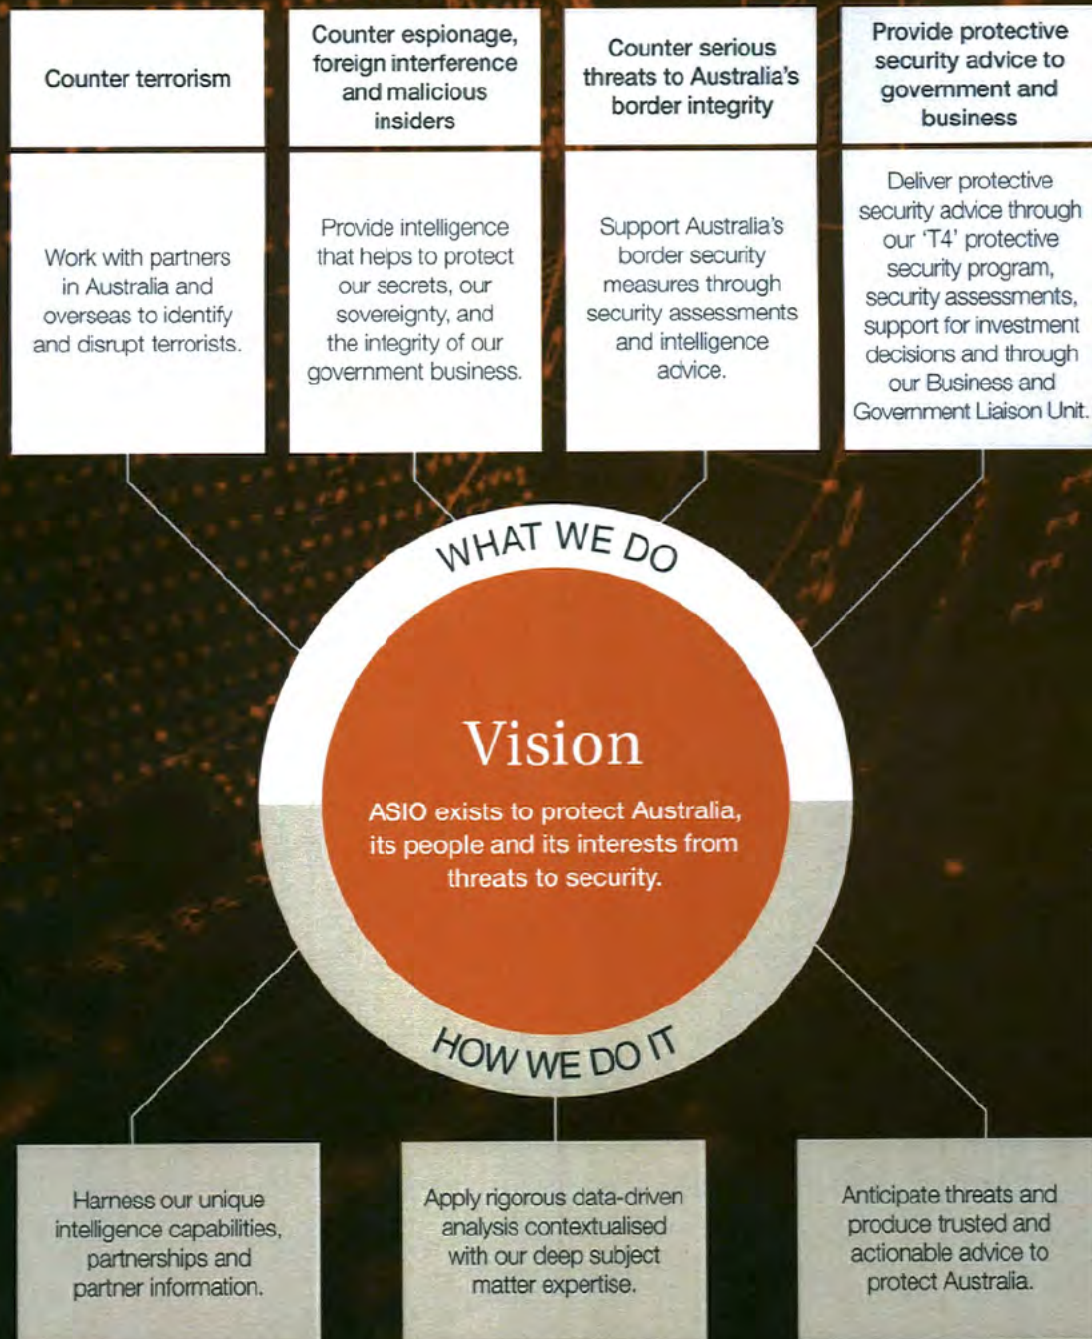 Counter terrorism
Counter espionage,
foreign interference
and malicious
insiders
Counter serious
threats to Australia's
border integrity
Provide protective
security advice to
government and
business
Work with partners
in Australia and
overseas to identify
and disrupt terrorists.
Provide intelligence
that helps to protect
our secrets, our
sovereignty, and
the integrity of our
government business.
Support Australia's
border security
measures through
security assessments
and intelligence
advice.
Deliver protective
security advice through
our 'T4' protective
security program,
security assessments,
support for investment
decisions and through
our Business and
Government Liaison Unit.
WHAT WE DO
Vision
ASIO exists to protect Australia,
its people and its interests from
threats to security.
HOW WE DO IT
Harness our unique
intelligence capabilities,
partnerships and
partner information.
Apply rigorous data-driven
analysis contextualised
with our deep subject
matter expertise.
Anticipate threats and
produce trusted and
actionable advice to
protect Australia.